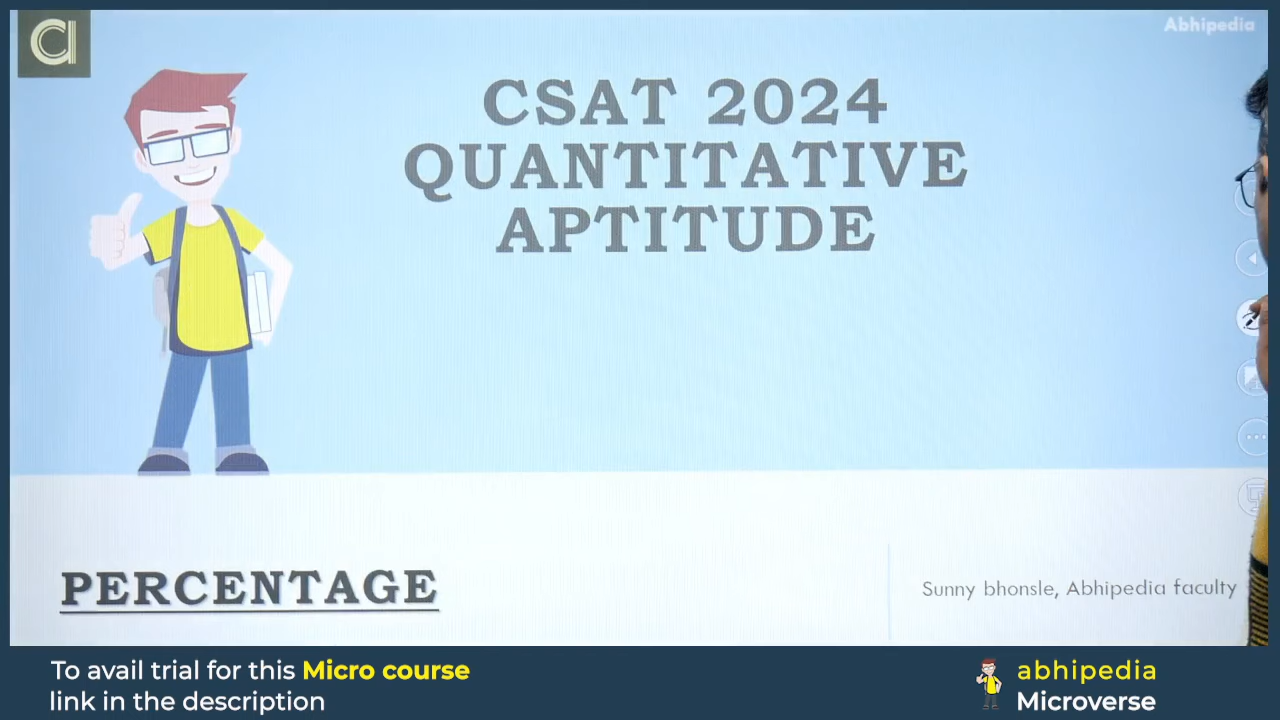 Abhipedia
CSAT 2024
QUANTITATIVE
APTITUDE
PERCENTAGE
Sunny bhonsle, Abhipedia faculty
To avail trial for this Micro course
link in the description
abhipedia
Microverse